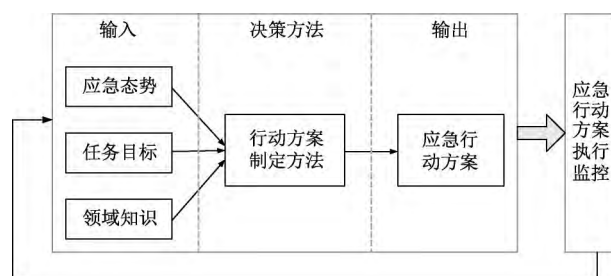 输入
决策方法
输出
应急态势
任务目标
领域知识
行动方案
制定方法
应急行
动方案
应急
行动
方案
执行
监控